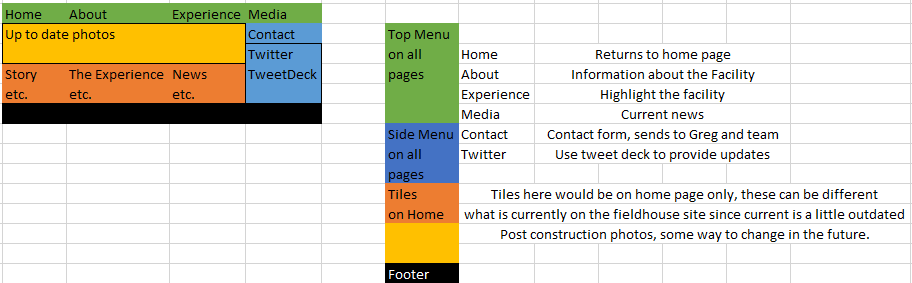 Home About Experience Media
Up to date photos Contact
Twitter
Story The Experience News TweetDeck
etc. etc. etc.
Top Menu
on all Home Returns to home page
pages About Information about the Facility
Experience Highlight the facility
Media Current news
Side Menu Contact Contact form, sends to Greg and team
on all Twitter Use tweet deck to provide updates
pages
Tiles Tiles here would be on home page only, these can be different
on Home what is currently on the fieldhouse site since current is a little outdated
Post construction photos, some way to change in the future.
Footer